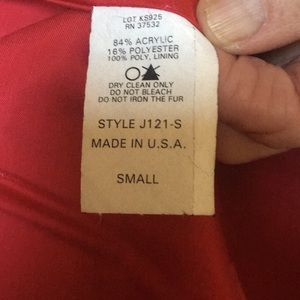 LOT KS925
RN 37532
84% ACRYLIC
16% POLYESTER
100% POLY, LINING
DRY CLEAN ONLY
DO NOT BLEACH
DO NOT IRON THE FUR
STYLE J121-S
MADE IN U.S.A.
SMALL